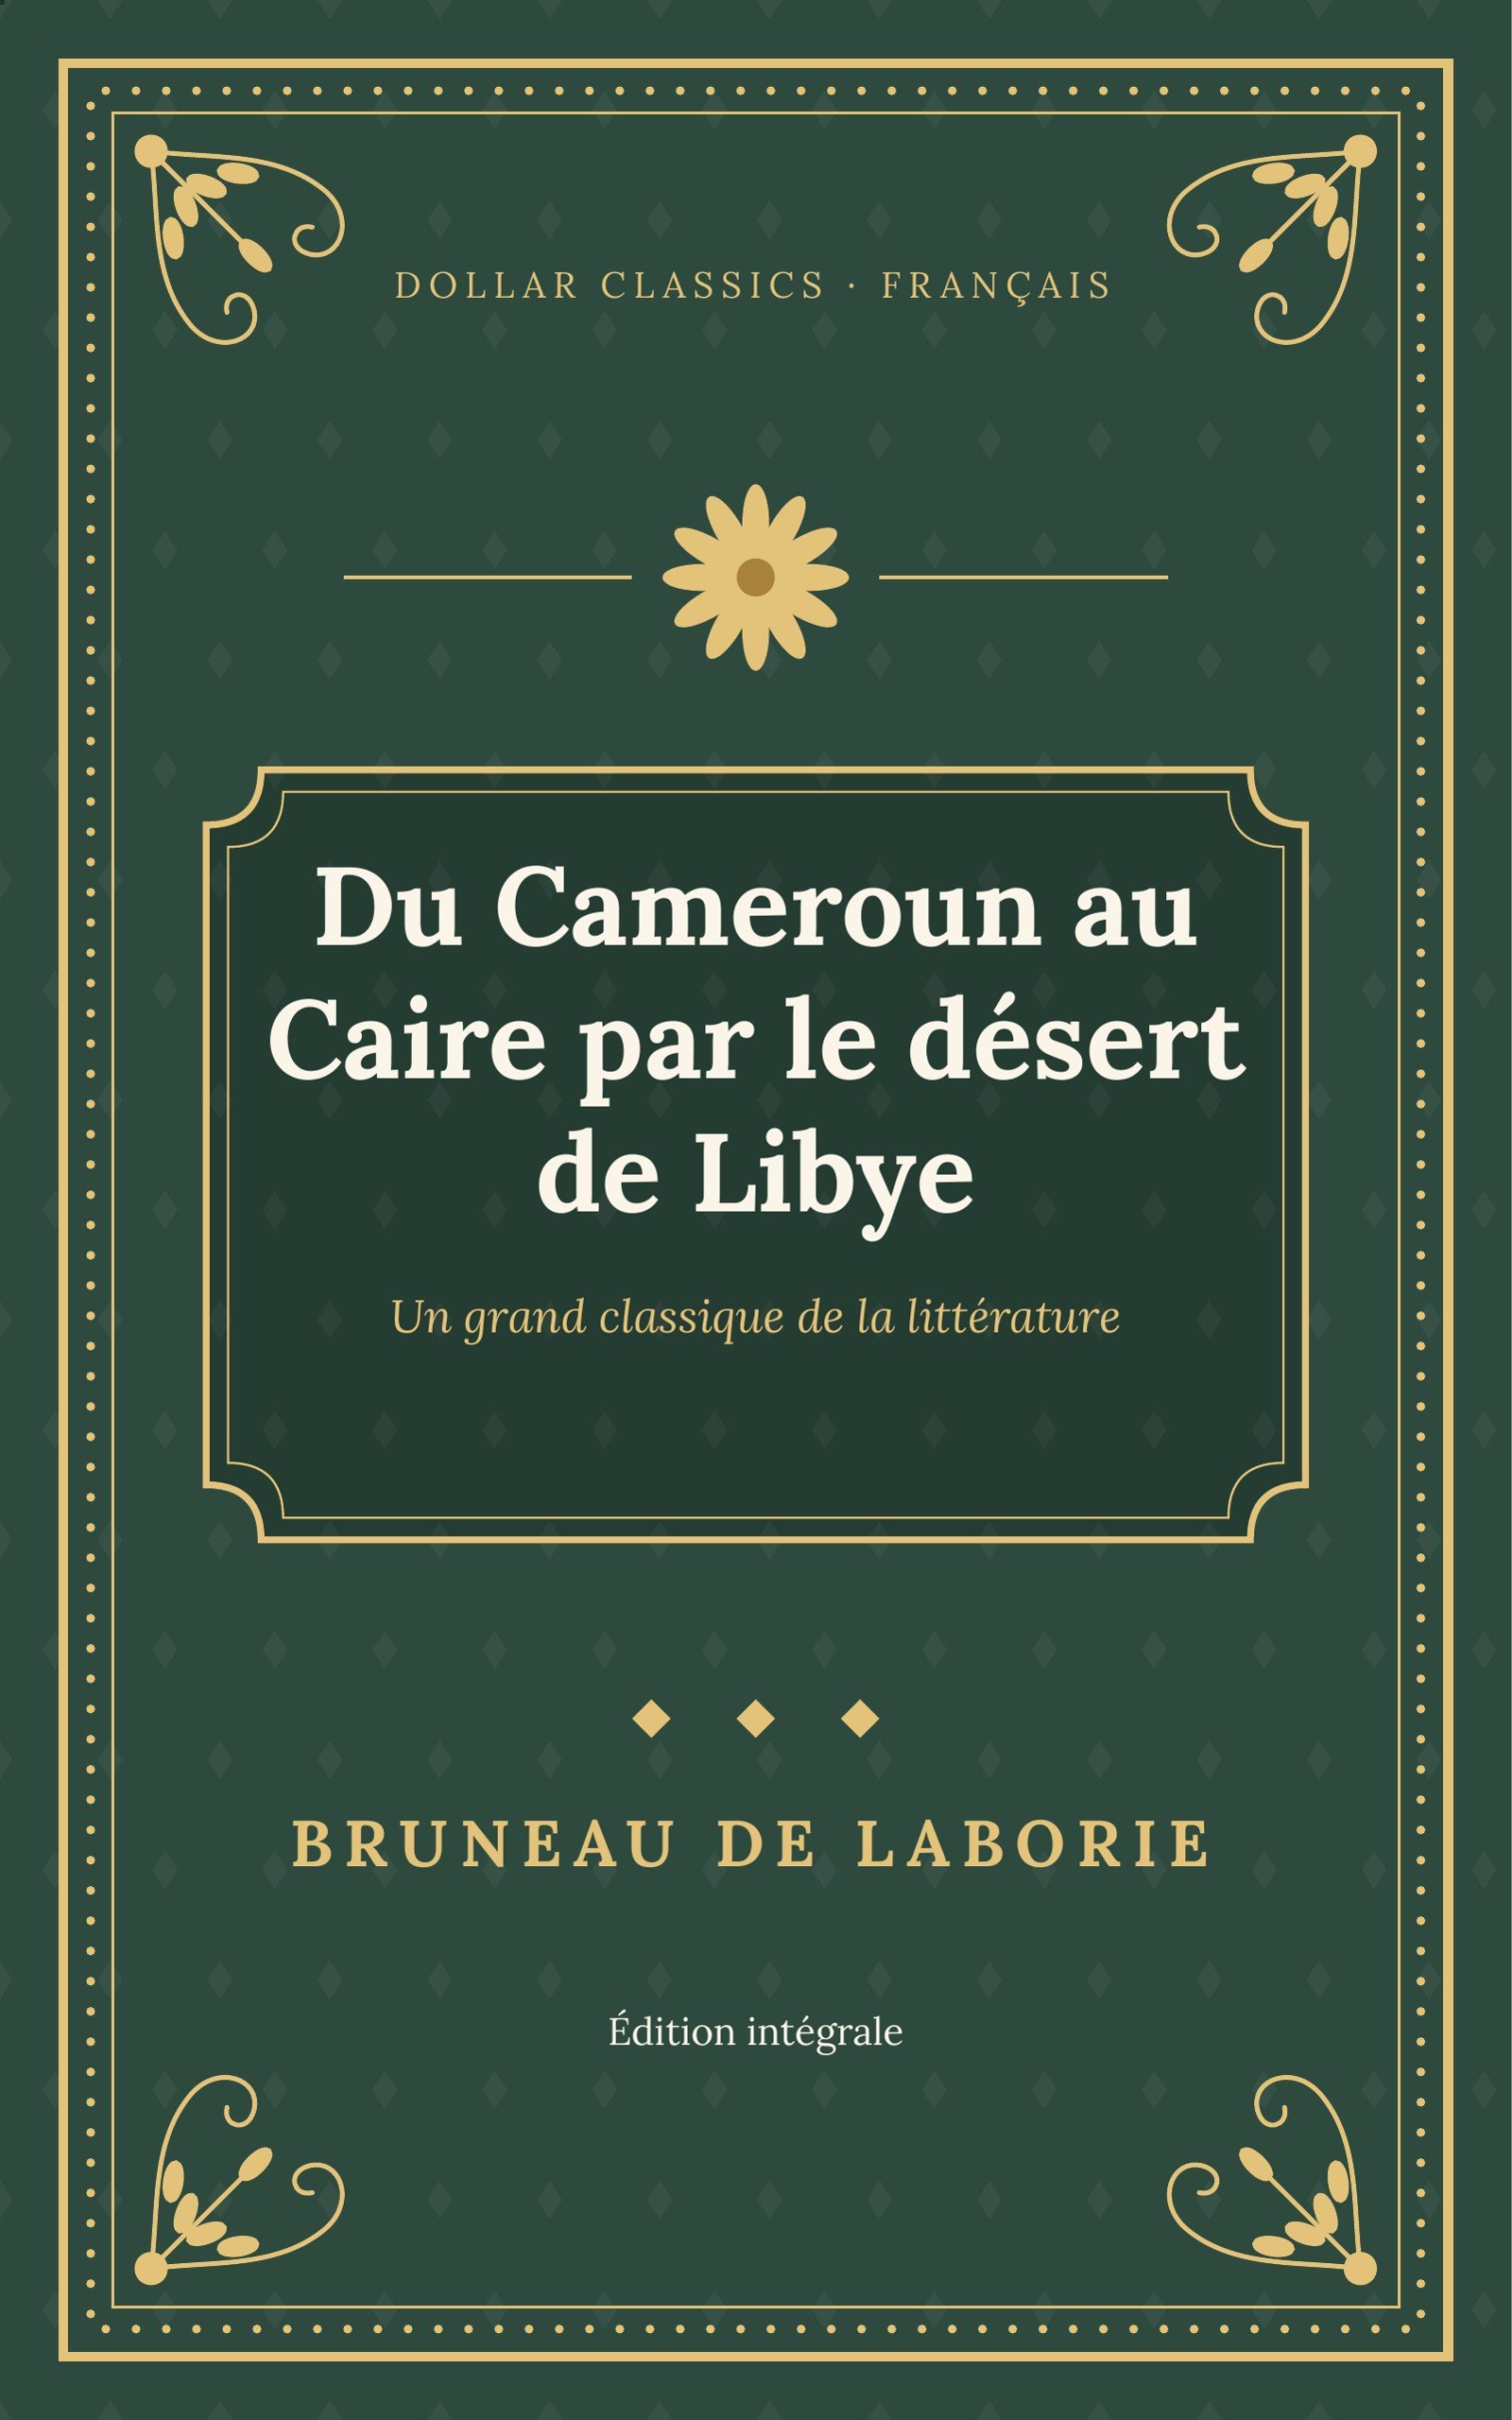 DOLLAR CLASSICS · FRANÇAIS
Du Cameroun au
Caire par le désert
de Libye
Un grand classique de la littérature
BRUNEAU DE LABORIE
Édition intégrale